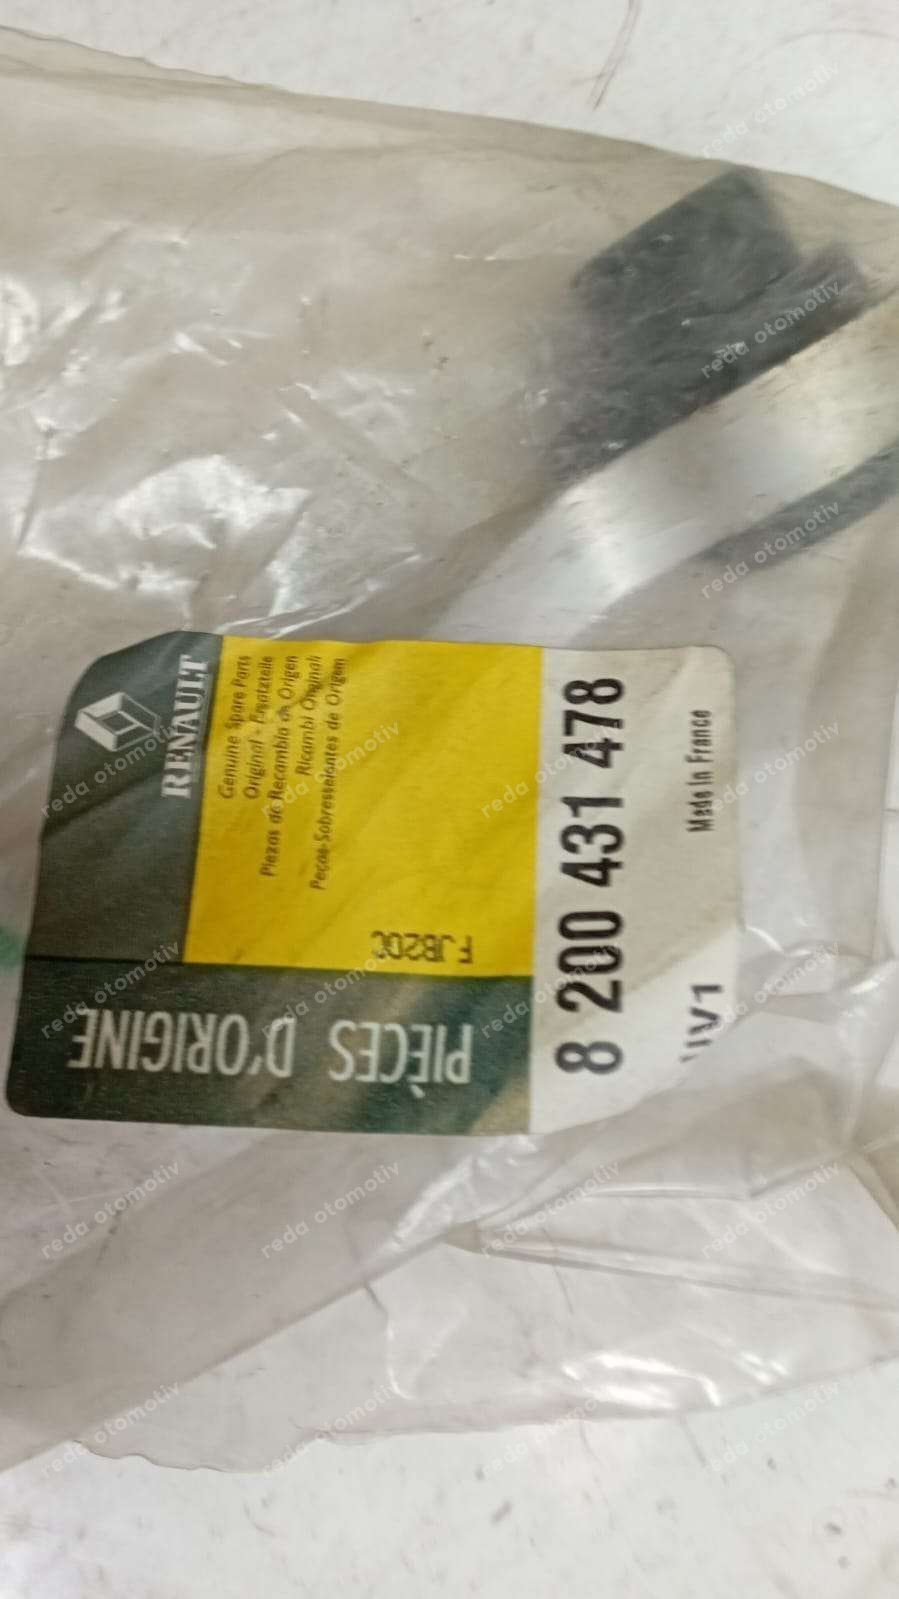 RENAULT
Genuine Spare Parts
Original - Ersatzteile
Piezas de Recambio de Origen
Ricambi Originali
Peças-Sobresselentes de Origem
PIÈCES D'ORIGINE
8 200 431 478
Made In France
reda otomotiv